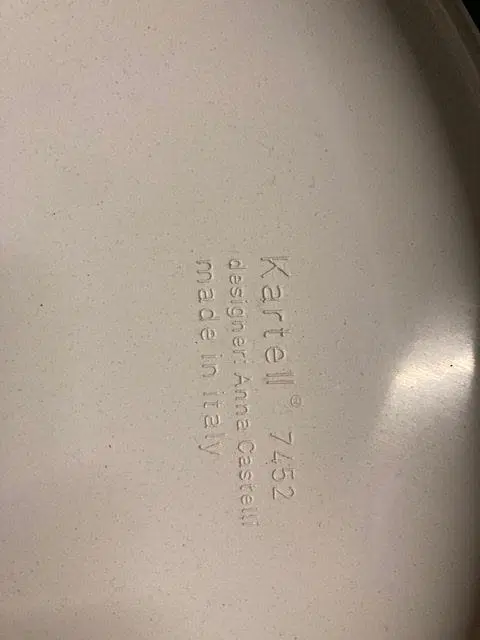 Kartell® 7452
designer: Anna Castelli
made in italy